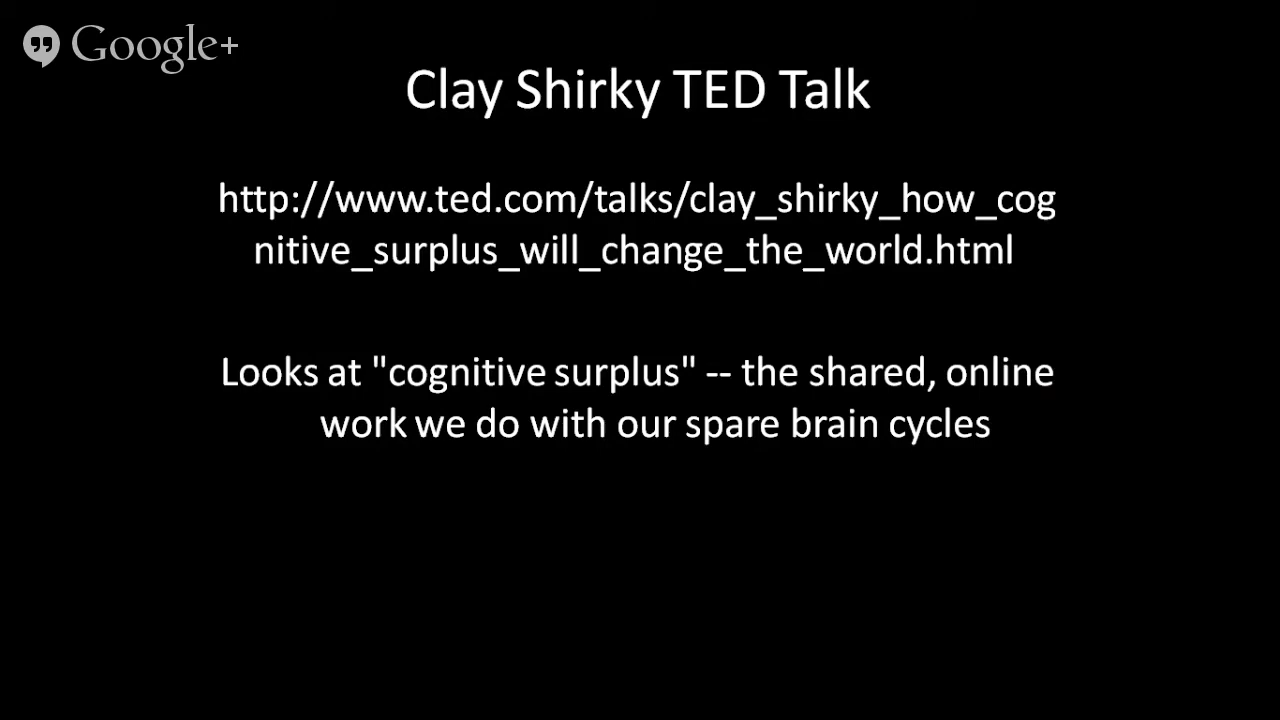 Google+
Clay Shirky TED Talk
http://www.ted.com/talks/clay_shirky_how_cog
nitive_surplus_will_change_the_world.html
Looks at "cognitive surplus" -- the shared, online
work we do with our spare brain cycles